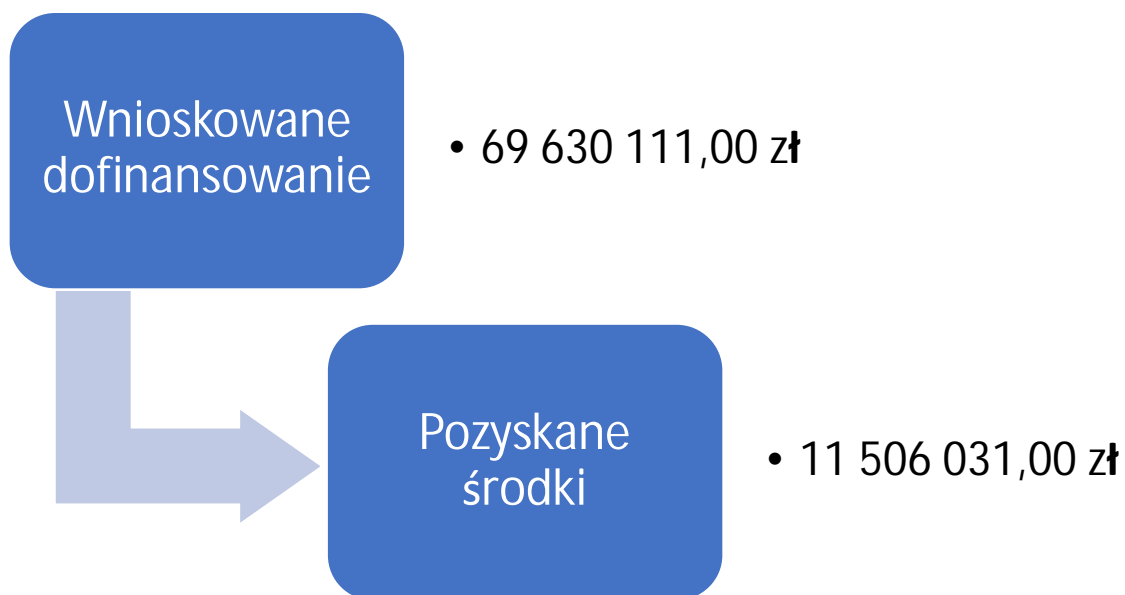 Wnioskowane
dofinansowanie
• 69 630 111,00 zł
Pozyskane
środki
• 11 506 031,00 zł